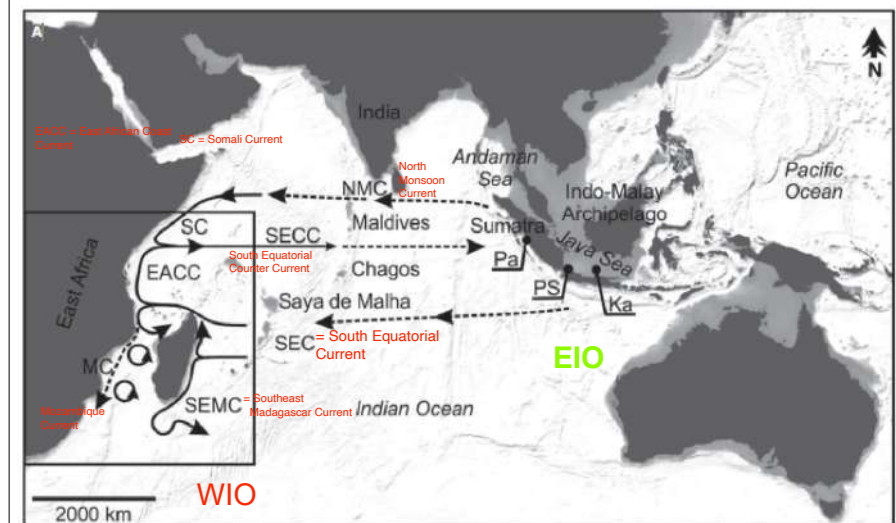 A
N
India
EACC = East African Coast
Current
SC = Somali Current
North
Monsoon
Current
Andaman
Sea
Pacific
Ocean
NMC
Indo-Malay
Archipelago
SC
Maldives
Sumatra
SECC
Java Sea
South Equatorial
Counter Current
EACC
Chagos
Pa
East Africa
PS
Ka
Saya de Malha
SEC
= South Equatorial
Current
EIO
MC
Mozambique
Current
SEMC
= Southeast
Madagascar Current
Indian Ocean
WIO
2000 km